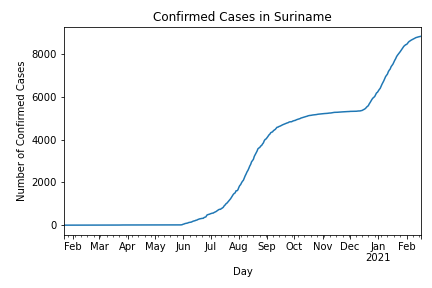 Confirmed Cases in Suriname
Number of Confirmed Cases
8000
6000
4000
2000
0
Feb Mar Apr May Jun Jul Aug Sep Oct Nov Dec Jan Feb
2021
Day